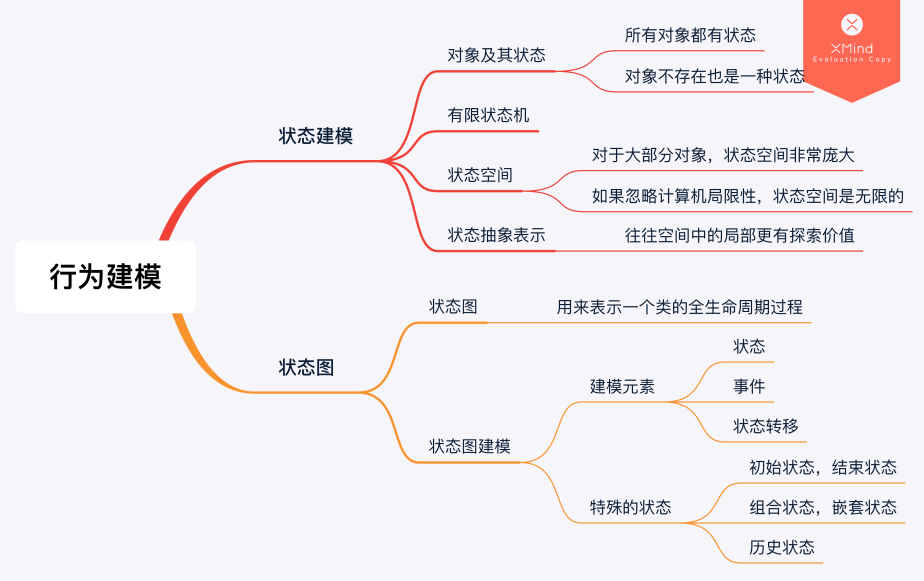 行为建模
状态建模
对象及其状态
所有对象都有状态
对象不存在也是一种状态
有限状态机
状态空间
对于大部分对象，状态空间非常庞大
如果忽略计算机局限性，状态空间是无限的
状态抽象表示
往往空间中的局部更有探索价值
状态图
状态图
用来表示一个类的全生命周期过程
状态图建模
建模元素
状态
事件
状态转移
特殊的状态
初始状态，结束状态
组合状态，嵌套状态
历史状态
XMind
Evaluation Copy